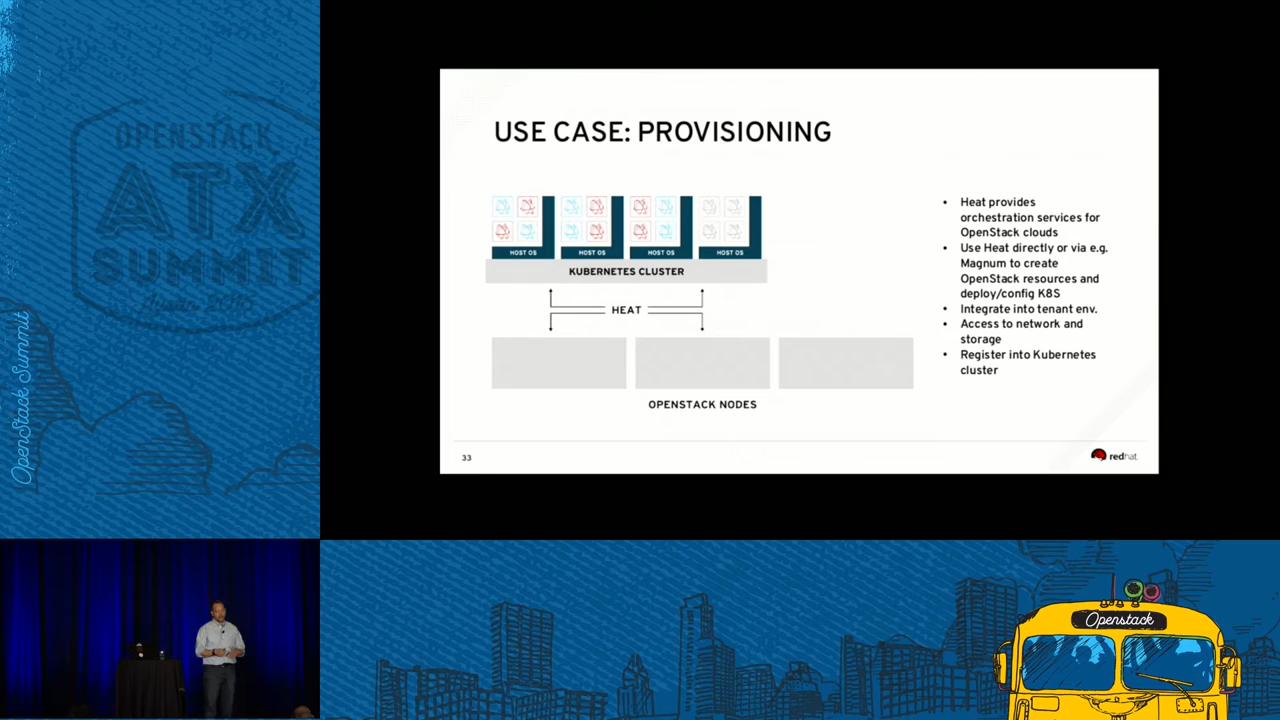 OPENSTACK
ATX
SUMMIT
OpenStack Summit
USE CASE: PROVISIONING
HOST OS
HOST OS
HOST OS
HOST OS
KUBERNETES CLUSTER
HEAT
OPENSTACK NODES
• Heat provides
orchestration services for
OpenStack clouds
• Use Heat directly or via e.g.
Magnum to create
OpenStack resources and
deploy/config K8S
• Integrate into tenant env.
• Access to network and
storage
• Register into Kubernetes
cluster
33
redhat.
Openstack